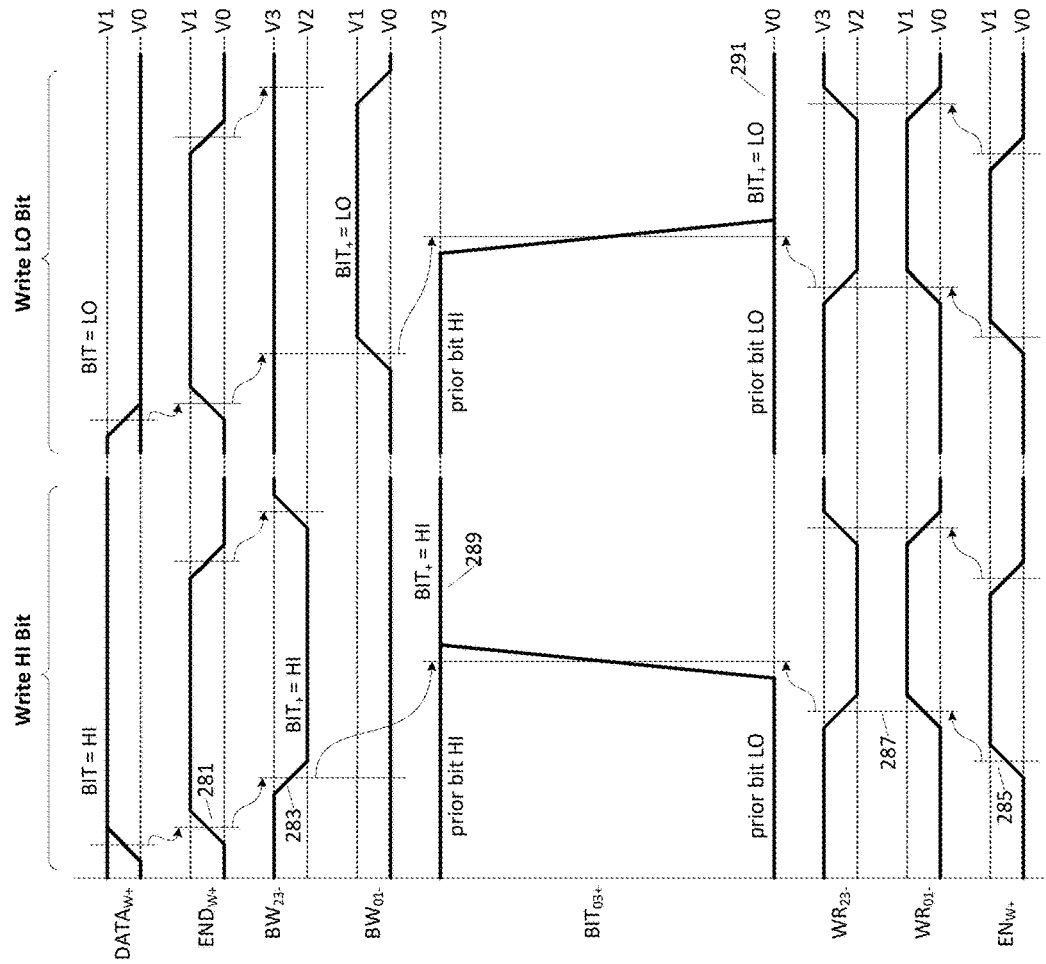 Write HI Bit
Write LO Bit
DATAW+
BIT = HI
BIT = LO
V1
V0
ENDW+
281
V1
V0
BW23-
283
BIT+ = HI
V3
V2
BW01-
BIT+ = LO
V1
V0
BIT03+
prior bit HI
BIT+ = HI
289
prior bit HI
V3
prior bit LO
prior bit LO
BIT+ = LO
291
V0
WR23-
V3
V2
287
WR01-
V1
V0
ENW+
285
V1
V0